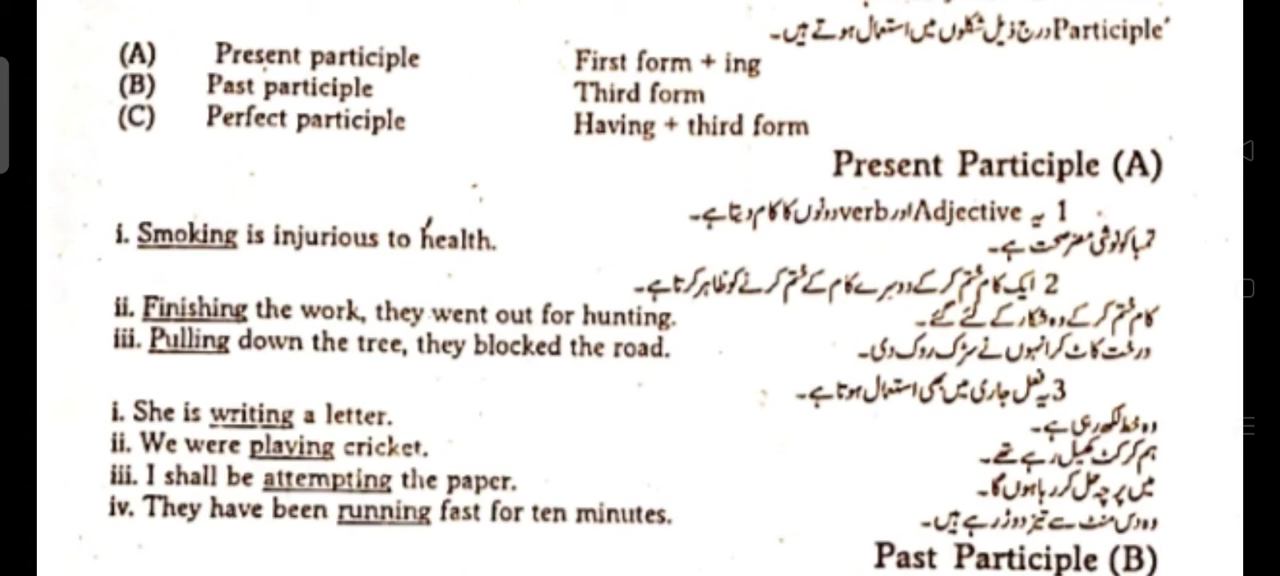 Participle درج ذیل شکلوں میں استعمال ہوتے ہیں۔
(A) Present participle First form + ing
(B) Past participle Third form
(C) Perfect participle Having + third form
Present Participle (A)
1 یہ Adjective اور verb دونوں کا کام دیتا ہے۔
i. Smoking is injurious to health. تمباکو نوشی مضر صحت ہے۔
2 ایک کام ختم کر کے دوسرے کام کے ختم کرنے کو ظاہر کرتا ہے۔
ii. Finishing the work, they went out for hunting. کام ختم کر کے وہ شکار کے لئے گئے۔
iii. Pulling down the tree, they blocked the road. درخت کاٹ کر انہوں نے سڑک روک دی۔
3 یہ فعل جاری میں بھی استعمال ہوتا ہے۔
i. She is writing a letter. وہ خط لکھ رہی ہے۔
ii. We were playing cricket. ہم کرکٹ کھیل رہے تھے۔
iii. I shall be attempting the paper. میں پرچہ حل کر رہا ہوں گا۔
iv. They have been running fast for ten minutes. وہ دس منٹ سے تیز دوڑ رہے ہیں۔
Past Participle (B)